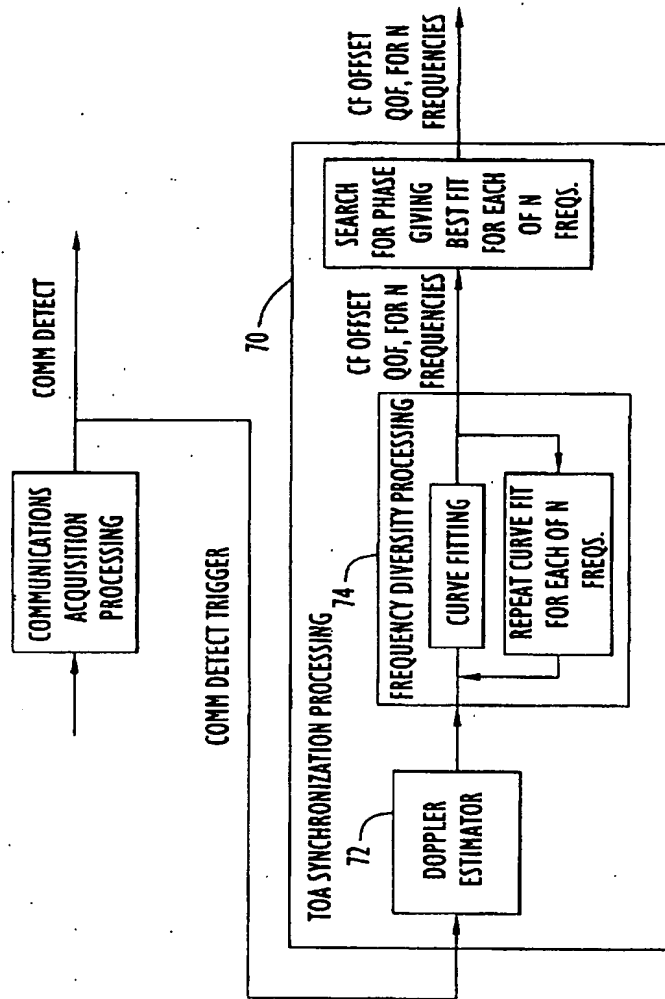 COMMUNICATIONS
ACQUISITION
PROCESSING
COMM DETECT
COMM DETECT TRIGGER
TOA SYNCHRONIZATION PROCESSING
70
72
DOPPLER
ESTIMATOR
74
FREQUENCY DIVERSITY PROCESSING
CURVE FITTING
REPEAT CURVE FIT
FOR EACH OF N
FREQS.
CF OFFSET
QOF, FOR N
FREQUENCIES
SEARCH
FOR PHASE
GIVING
BEST FIT
FOR EACH
OF N
FREQS.
CF OFFSET
QOF, FOR N
FREQUENCIES